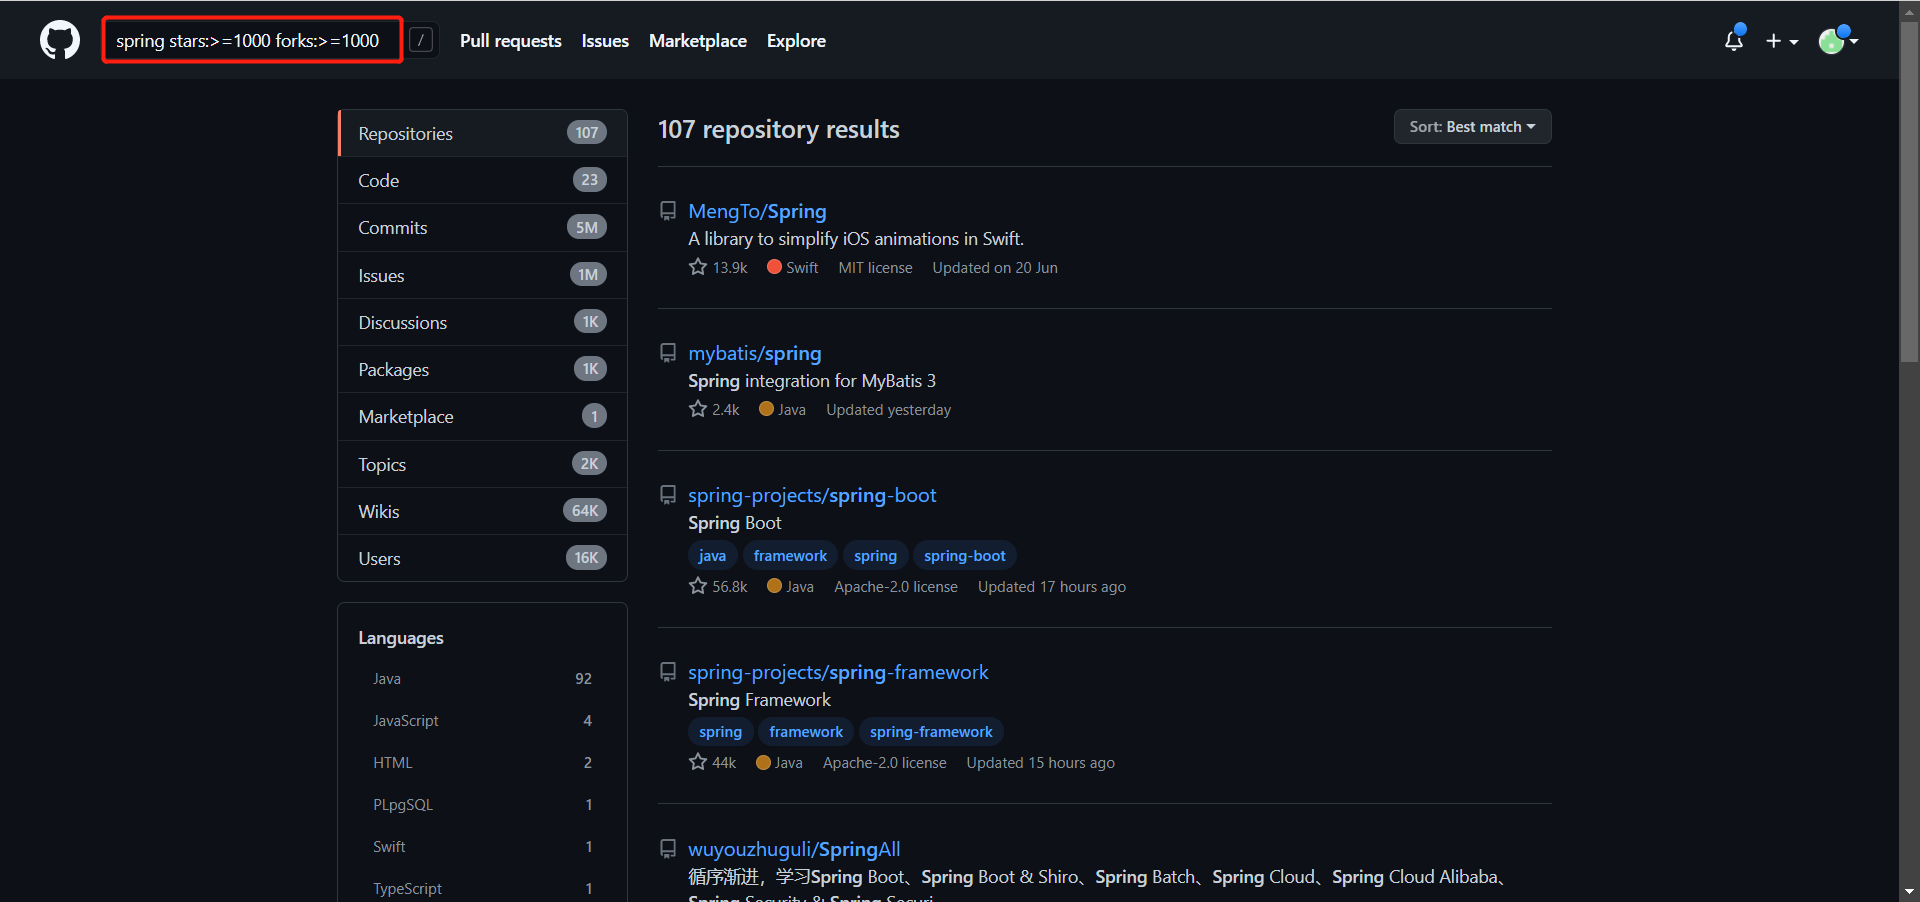 spring stars:>=1000 forks:>=1000 / Pull requests Issues Marketplace Explore
Repositories 107
Code 23
Commits 5M
Issues 1M
Discussions 1K
Packages 1K
Marketplace 1
Topics 2K
Wikis 64K
Users 16K
Languages
Java 92
JavaScript 4
HTML 2
PLpgSQL 1
Swift 1
TypeScript 1
107 repository results
Sort: Best match
MengTo/Spring
A library to simplify iOS animations in Swift.
13.9k Swift MIT license Updated on 20 Jun
mybatis/spring
Spring integration for MyBatis 3
2.4k Java Updated yesterday
spring-projects/spring-boot
Spring Boot
java framework spring spring-boot
56.8k Java Apache-2.0 license Updated 17 hours ago
spring-projects/spring-framework
Spring Framework
spring framework spring-framework
44k Java Apache-2.0 license Updated 15 hours ago
wuyouzhuguli/SpringAll
循序渐进，学习Spring Boot、Spring Boot & Shiro、Spring Batch、Spring Cloud、Spring Cloud Alibaba、
Spring Security & Spring Securi